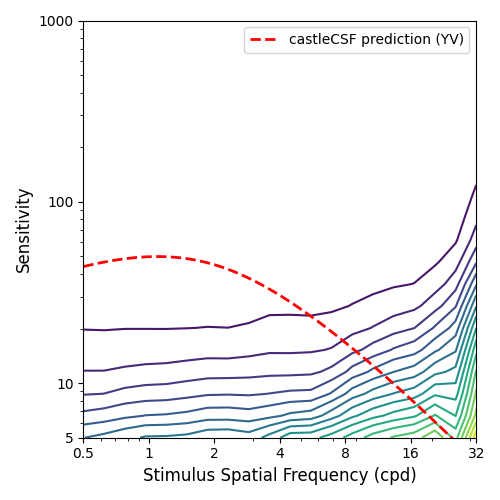 1000
castleCSF prediction (YV)
100
Sensitivity
10
5
0.5 1 2 4 8 16 32
Stimulus Spatial Frequency (cpd)